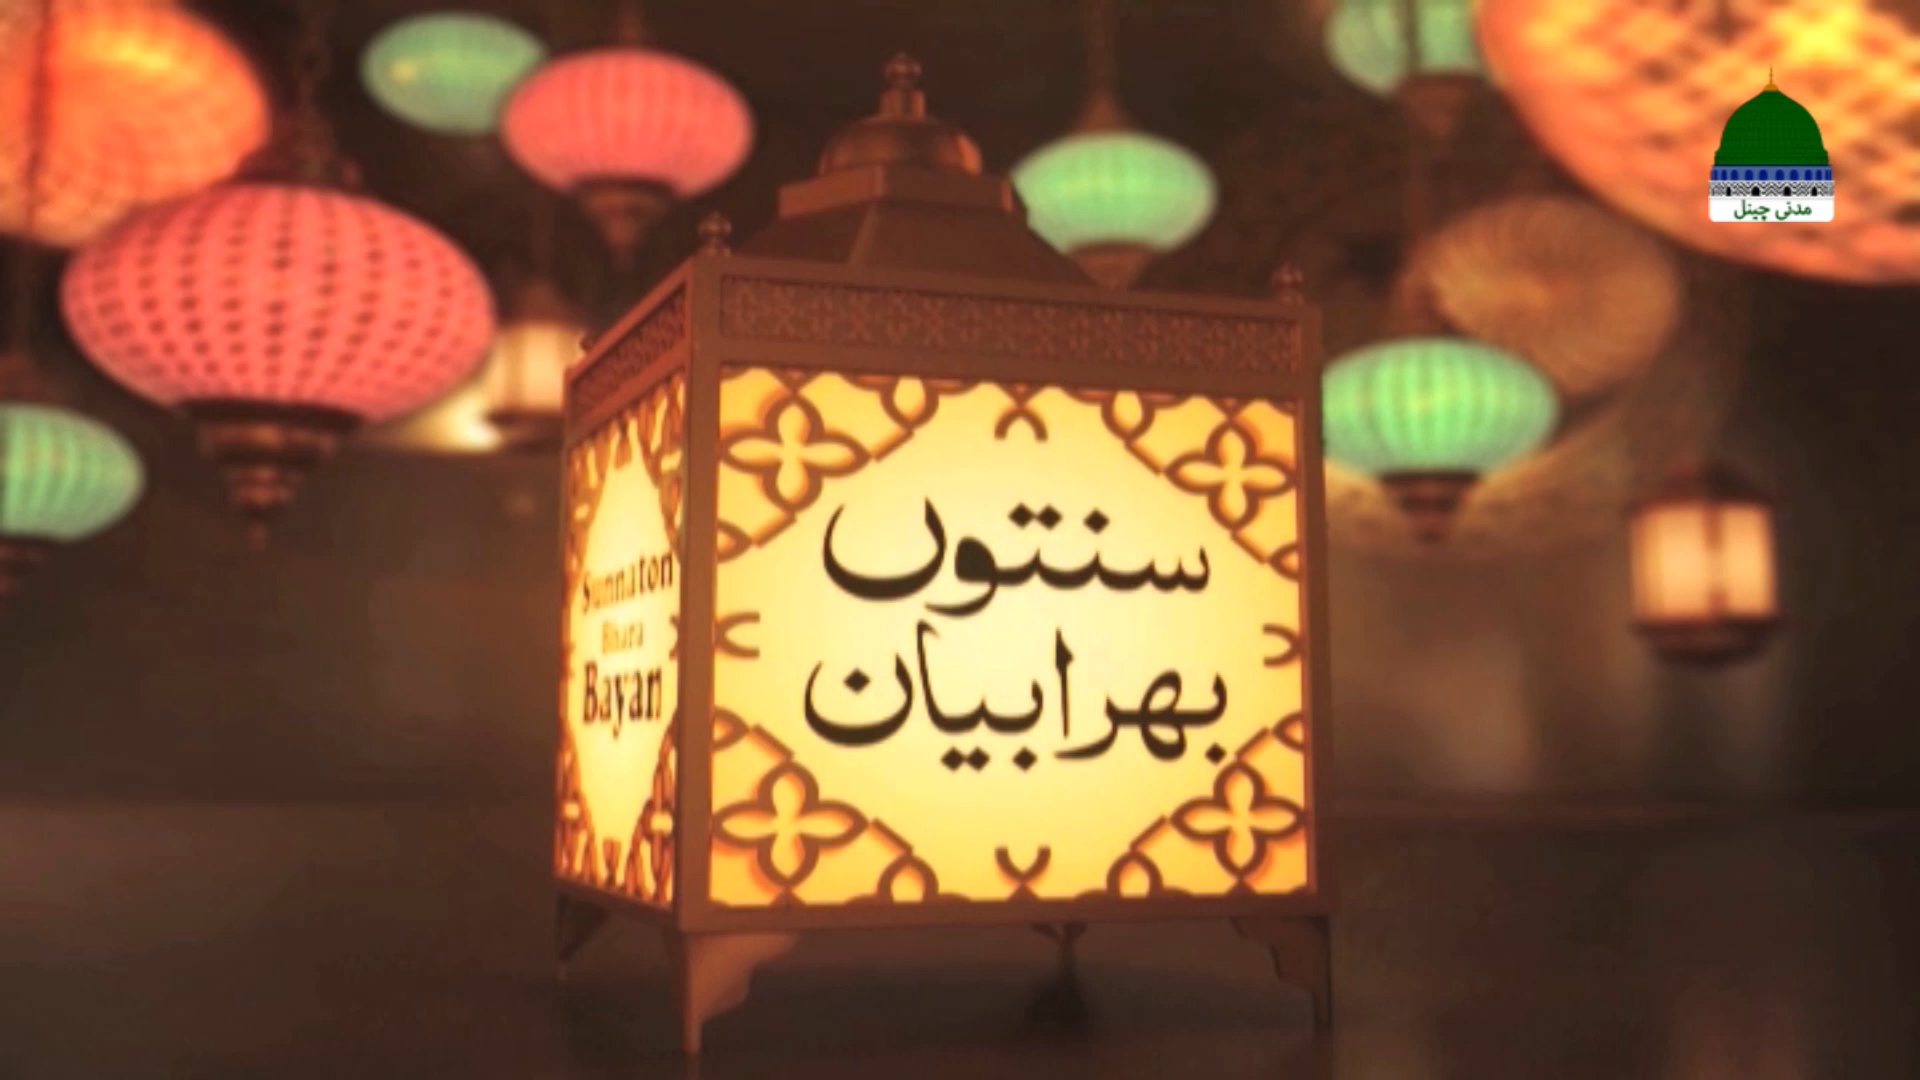 مدنی چینل
سنتوں
بھرا بیان
Sunnaton
Bhara
Bayan